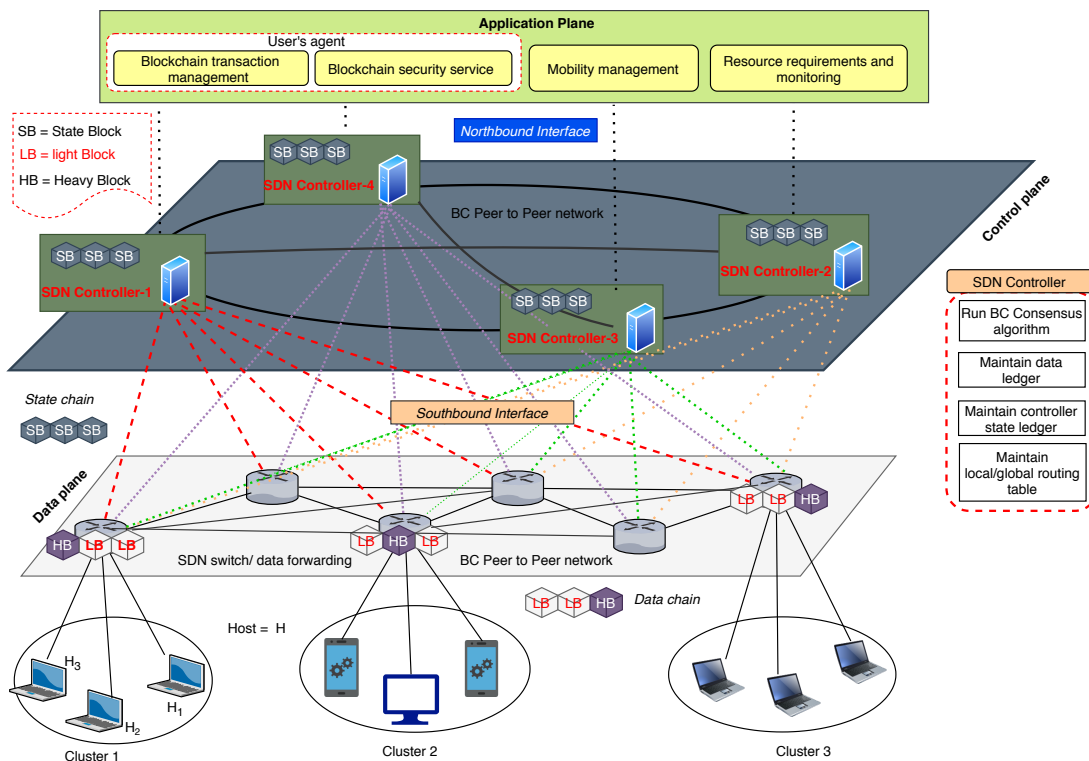 Application Plane
User's agent
Blockchain transaction
management
Blockchain security service
Mobility management
Resource requirements and
monitoring
SB = State Block
LB = light Block
HB = Heavy Block
Northbound Interface
SB SB SB
SDN Controller-4
BC Peer to Peer network
Control plane
SB SB SB
SDN Controller-1
SB SB SB
SDN Controller-2
SB SB SB
SDN Controller-3
SDN Controller
Run BC Consensus
algorithm
Maintain data
ledger
Maintain controller
state ledger
Maintain
local/global routing
table
State chain
SB SB SB
Southbound Interface
Data plane
LB LB HB
HB LB LB
LB HB LB
SDN switch/ data forwarding
BC Peer to Peer network
LB LB HB
Data chain
Host = H
H3
H2
H1
Cluster 1
Cluster 2
Cluster 3